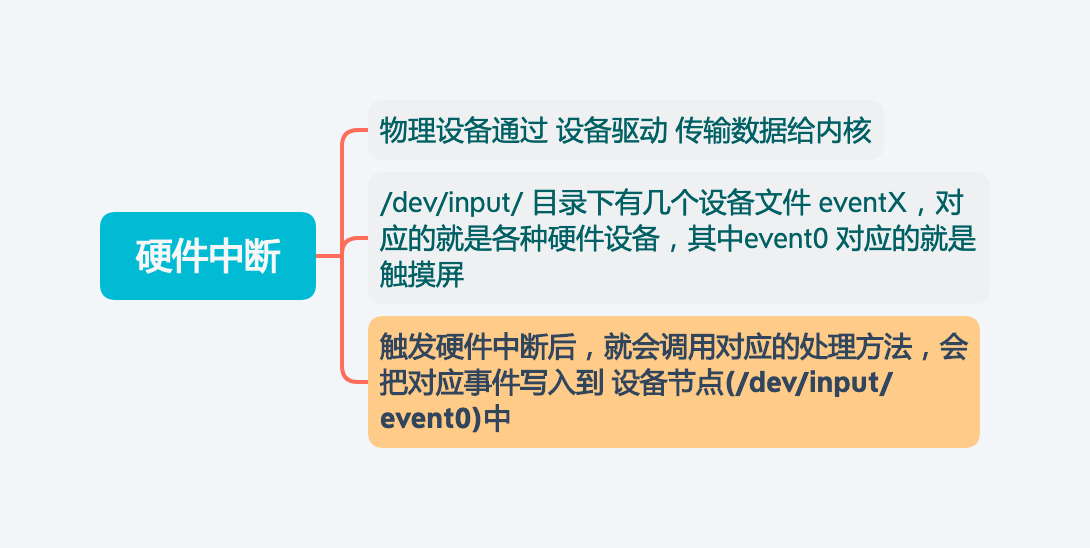 硬件中断
物理设备通过 设备驱动 传输数据给内核
/dev/input/ 目录下有几个设备文件 eventX，对
应的就是各种硬件设备，其中event0 对应的就是
触摸屏
触发硬件中断后，就会调用对应的处理方法，会
把对应事件写入到 设备节点(/dev/input/
event0)中